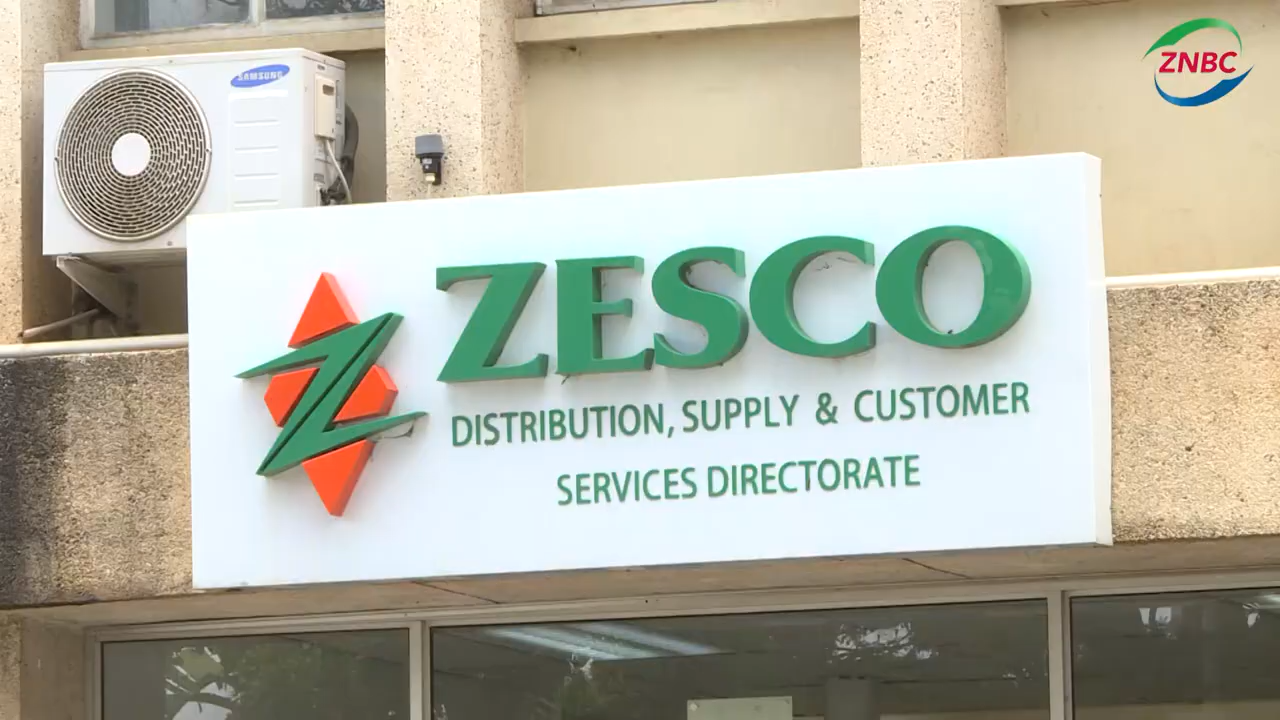 SAMSUNG
ZNBC
ZESCO
DISTRIBUTION, SUPPLY & CUSTOMER
SERVICES DIRECTORATE